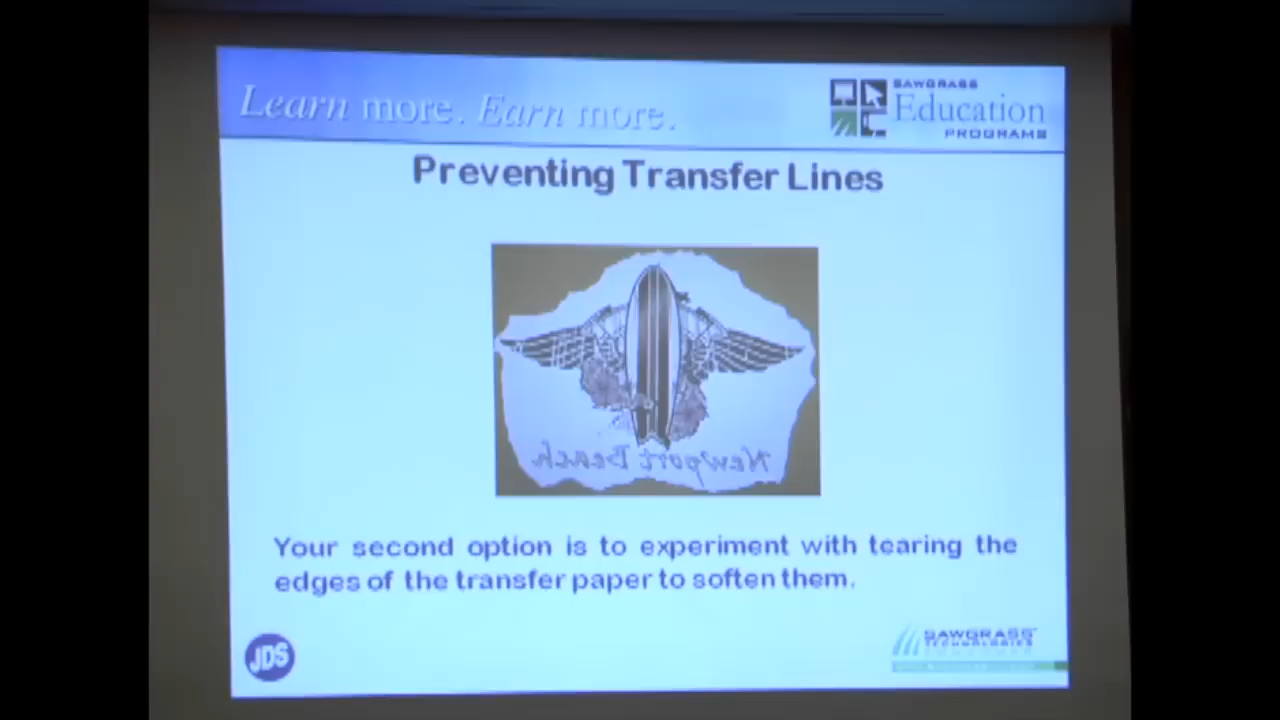 Learn more. Earn more.
SAWGRASS
Education
PROGRAMS
Preventing Transfer Lines
Newport Beach
Your second option is to experiment with tearing the
edges of the transfer paper to soften them.
JDS
SAWGRASS
TECHNOLOGIES